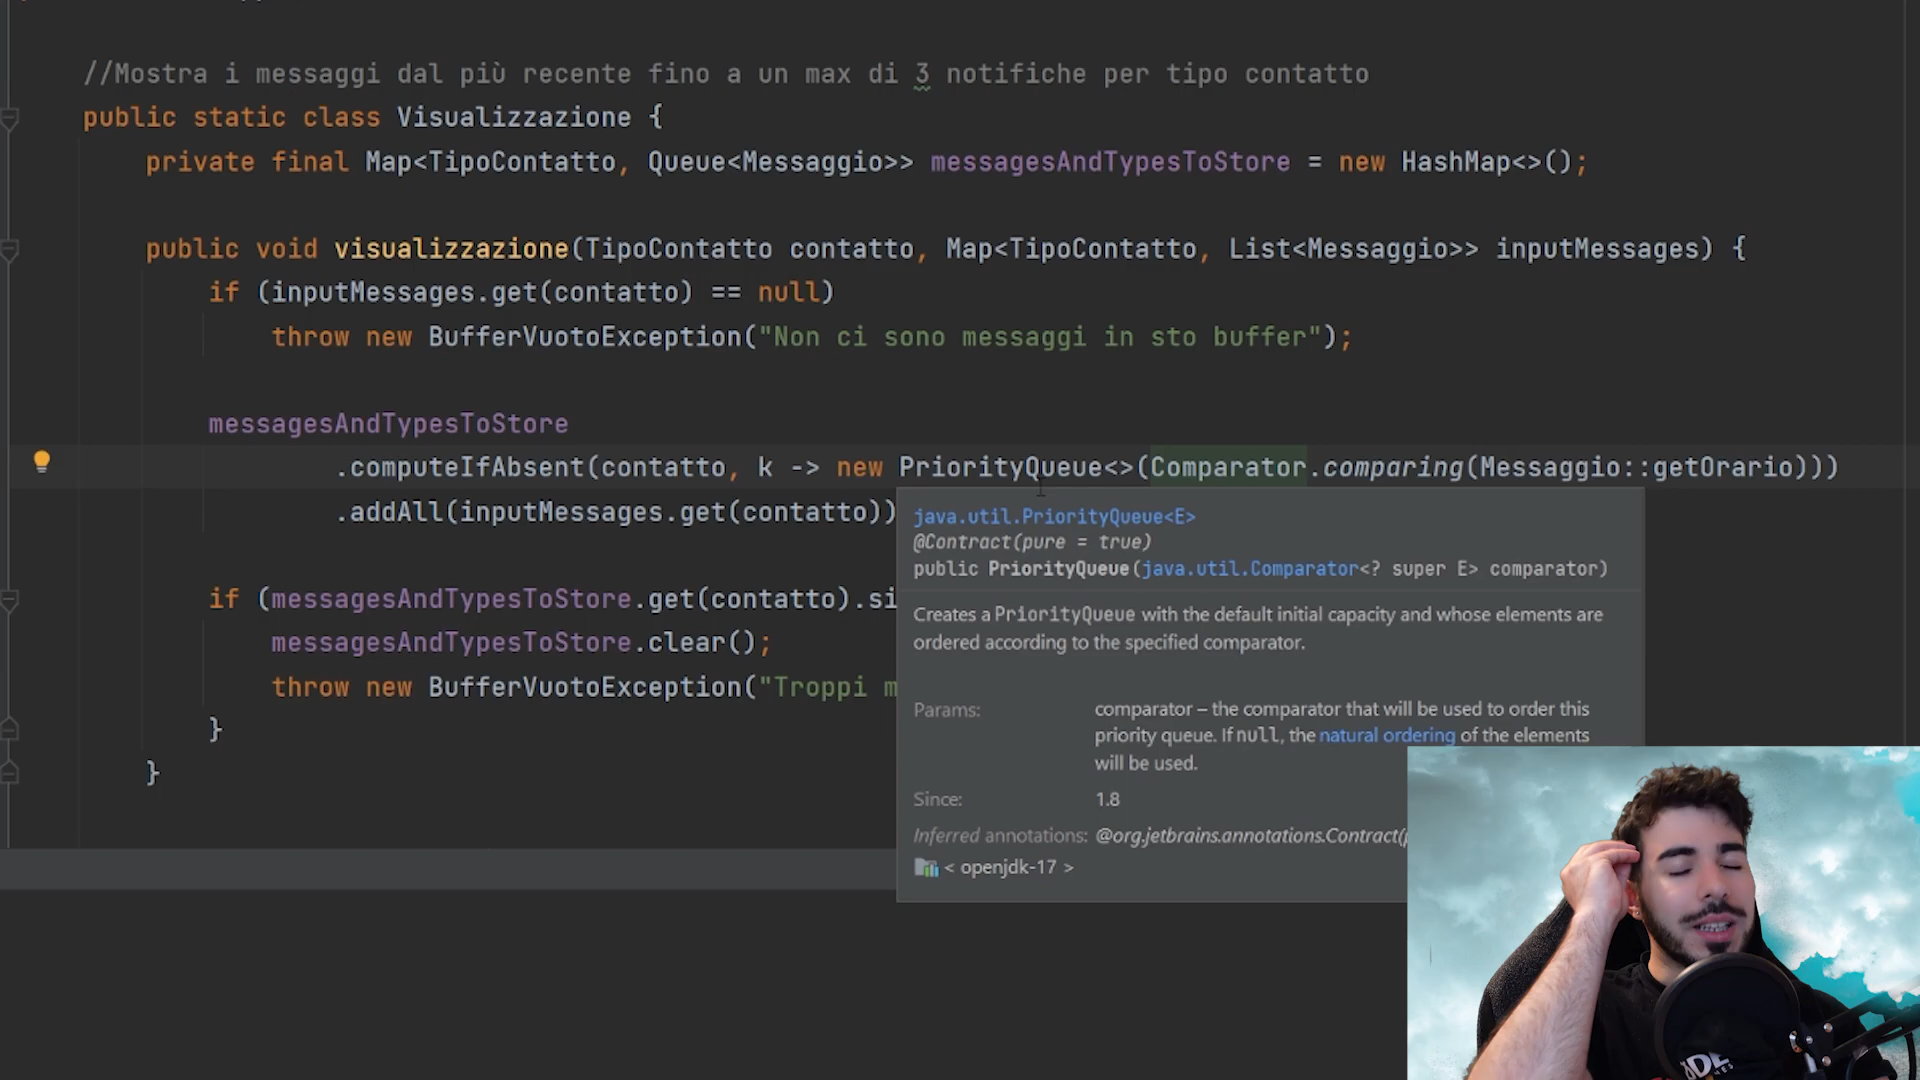 //Mostra i messaggi dal più recente fino a un max di 3 notifiche per tipo contatto
public static class Visualizzazione {
private final Map<TipoContatto, Queue<Messaggio>> messagesAndTypesToStore = new HashMap<>();
public void visualizzazione(TipoContatto contatto, Map<TipoContatto, List<Messaggio>> inputMessages) {
if (inputMessages.get(contatto) == null)
throw new BufferVuotoException("Non ci sono messaggi in sto buffer");
messagesAndTypesToStore
.computeIfAbsent(contatto, k -> new PriorityQueue<>(Comparator.comparing(Messaggio::getOrario)))
.addAll(inputMessages.get(contatto))
if (messagesAndTypesToStore.get(contatto).si
messagesAndTypesToStore.clear();
throw new BufferVuotoException("Troppi m
}
}
java.util.PriorityQueue<E>
@Contract(pure = true)
public PriorityQueue(java.util.Comparator<? super E> comparator)
Creates a PriorityQueue with the default initial capacity and whose elements are
ordered according to the specified comparator.
Params: comparator – the comparator that will be used to order this
priority queue. If null, the natural ordering of the elements
will be used.
Since: 1.8
Inferred annotations: @org.jetbrains.annotations.Contract(
< openjdk-17 >